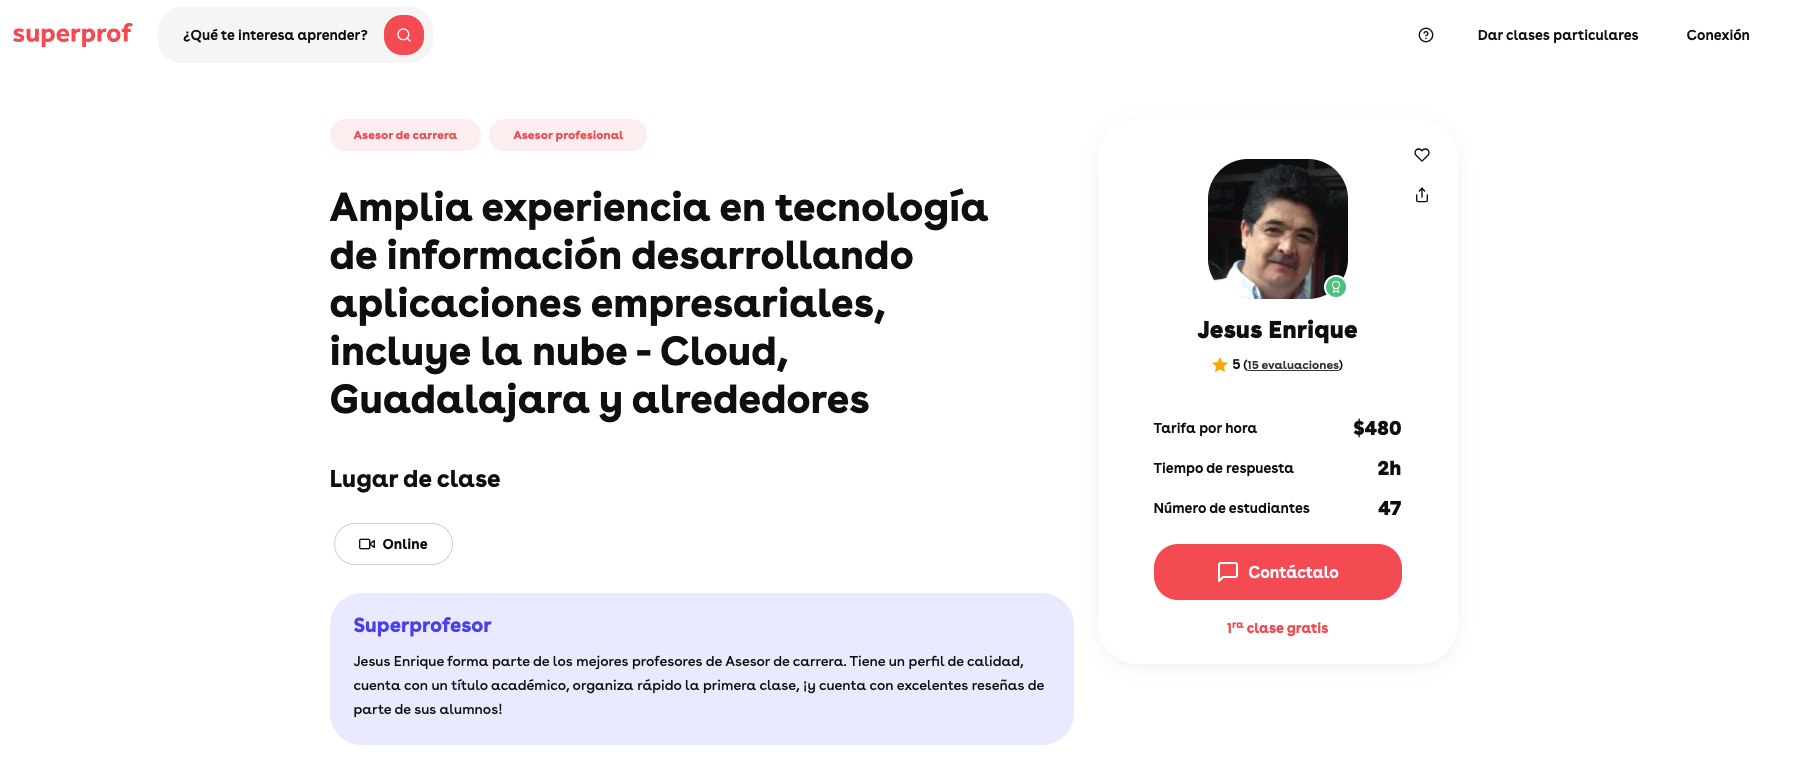 superprof
¿Qué te interesa aprender?
Dar clases particulares
Conexión
Asesor de carrera
Asesor profesional
Amplia experiencia en tecnología
de información desarrollando
aplicaciones empresariales,
incluye la nube - Cloud,
Guadalajara y alrededores
Lugar de clase
Online
Superprofesor
Jesus Enrique forma parte de los mejores profesores de Asesor de carrera. Tiene un perfil de calidad,
cuenta con un título académico, organiza rápido la primera clase, ¡y cuenta con excelentes reseñas de
parte de sus alumnos!
Jesus Enrique
5 (15 evaluaciones)
Tarifa por hora $480
Tiempo de respuesta 2h
Número de estudiantes 47
Contáctalo
1ra clase gratis